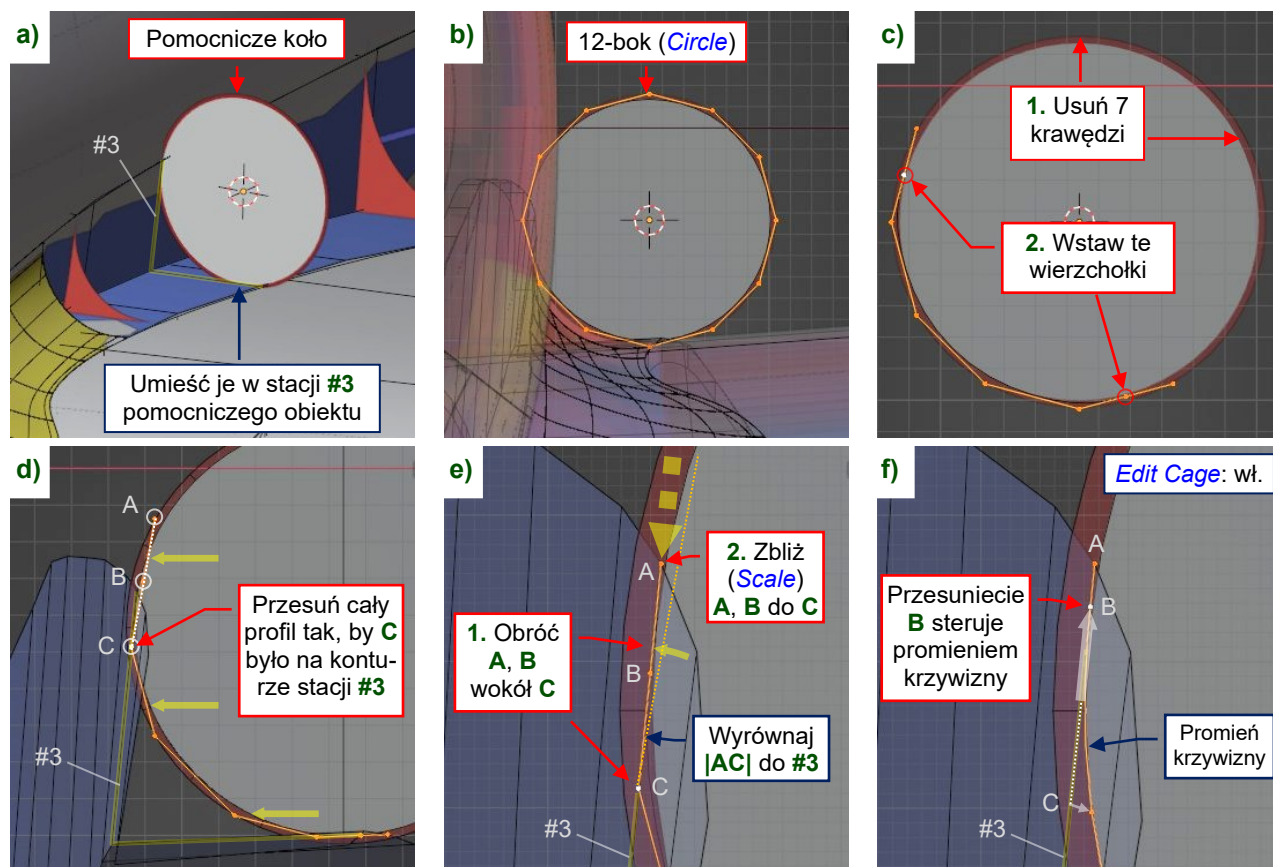 a)
Pomocnicze koło
#3
Umieść je w stacji #3
pomocniczego obiektu
b)
12-bok (Circle)
c)
1. Usuń 7
krawędzi
2. Wstaw te
wierzchołki
d)
A
B
C
Przesuń cały
profil tak, by C
było na kontu-
rze stacji #3
#3
e)
2. Zbliż
(Scale)
A, B do C
A
1. Obróć
A, B
wokół C
B
Wyrównaj
|AC| do #3
C
#3
f)
Edit Cage: wł.
A
Przesuniecie
B steruje
promieniem
krzywizny
B
Promień
krzywizny
C
#3